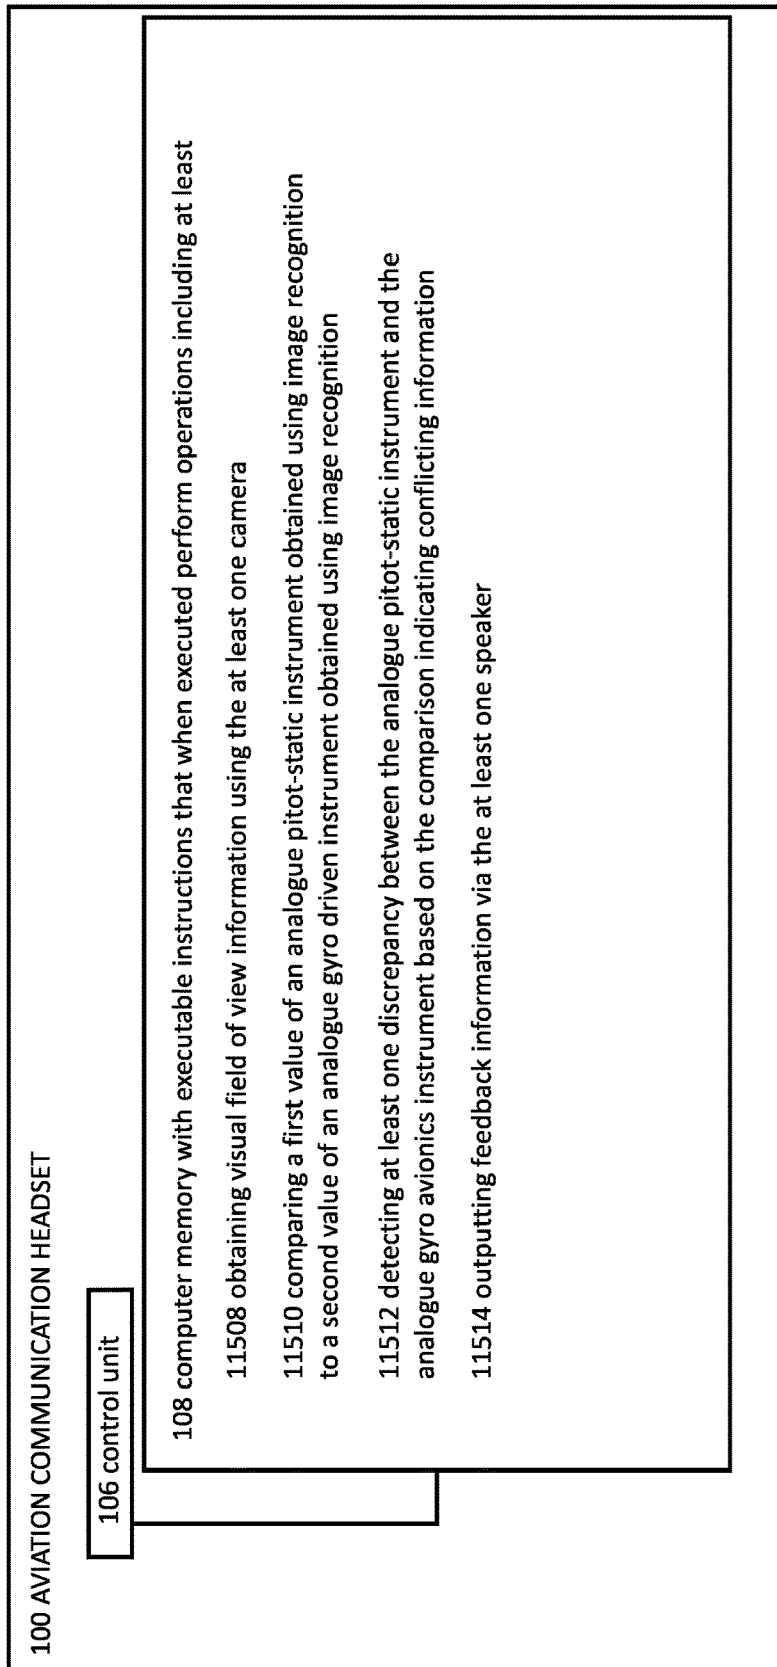 100 AVIATION COMMUNICATION HEADSET
106 control unit
108 computer memory with executable instructions that when executed perform operations including at least
11508 obtaining visual field of view information using the at least one camera
11510 comparing a first value of an analogue pitot-static instrument obtained using image recognition
to a second value of an analogue gyro driven instrument obtained using image recognition
11512 detecting at least one discrepancy between the analogue pitot-static instrument and the
analogue gyro avionics instrument based on the comparison indicating conflicting information
11514 outputting feedback information via the at least one speaker